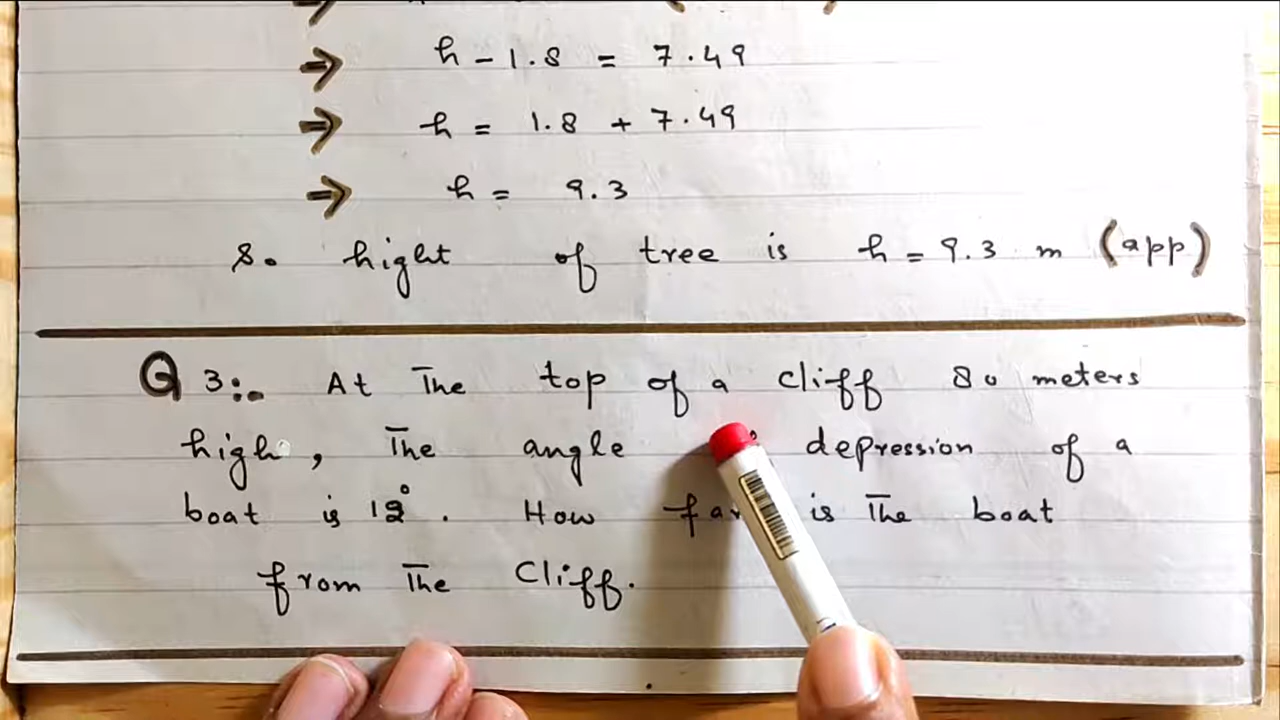 ⇒ h - 1.8 = 7.49
⇒ h = 1.8 + 7.49
⇒ h = 9.3
So hight of tree is h = 9.3 m (app)
Q 3:- At The top of a Cliff 80 meters
high, The angle depression of a
boat is 12°. How far is The boat
from The Cliff.